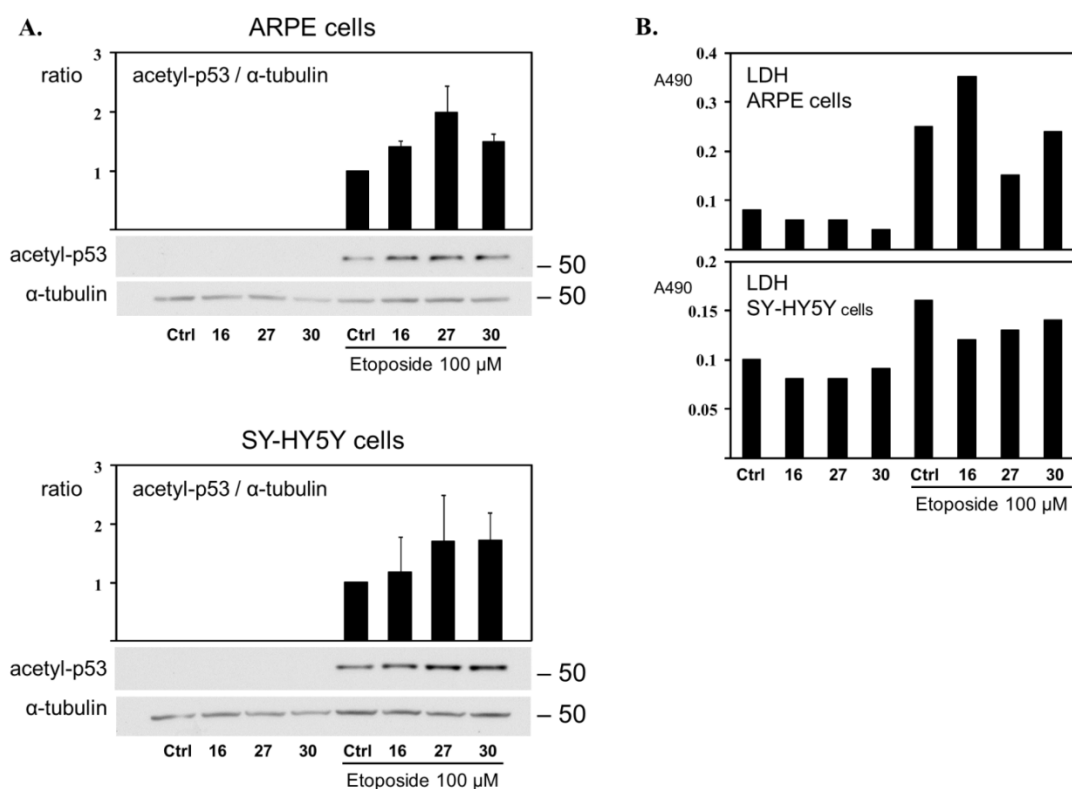 A.
ARPE cells
3
ratio
acetyl-p53 / α-tubulin
2
1
acetyl-p53
– 50
α-tubulin
– 50
Ctrl 16 27 30 Ctrl 16 27 30
Etoposide 100 µM
SY-HY5Y cells
3
ratio
acetyl-p53 / α-tubulin
2
1
acetyl-p53
– 50
α-tubulin
– 50
Ctrl 16 27 30 Ctrl 16 27 30
Etoposide 100 µM
B.
0.4
A490
LDH
ARPE cells
0.3
0.2
0.1
0.2
A490
LDH
SY-HY5Y cells
0.15
0.1
0.05
Ctrl 16 27 30 Ctrl 16 27 30
Etoposide 100 µM